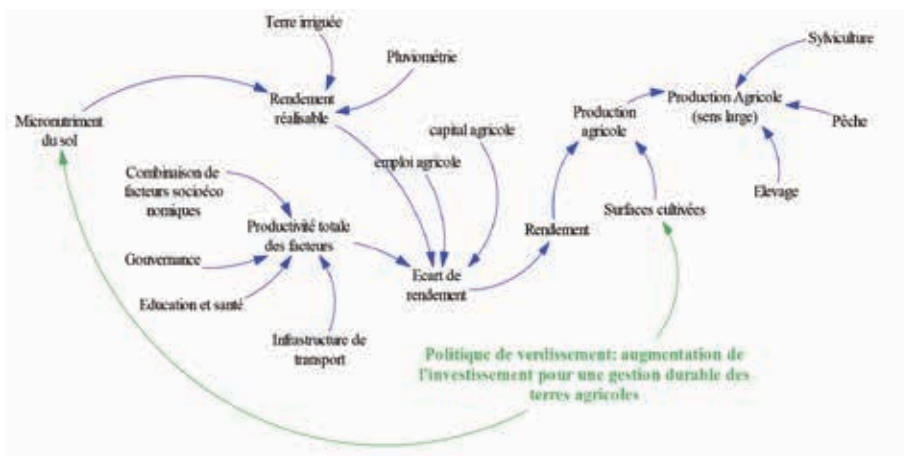 Terre irriguée
Sylviculture
Pluviométrie
Rendement
réalisable
Production Agricole
(sens large)
Micronutriment
du sol
Production
agricole
Pêche
capital agricole
emploi agricole
Combinaison de
facteurs socioéco
nomiques
Elevage
Surfaces cultivées
Productivité totale
des facteurs
Rendement
Gouvernance
Ecart de
rendement
Education et santé
Infrastructure de
transport
Politique de verdissement: augmentation de
l'investissement pour une gestion durable des
terres agricoles